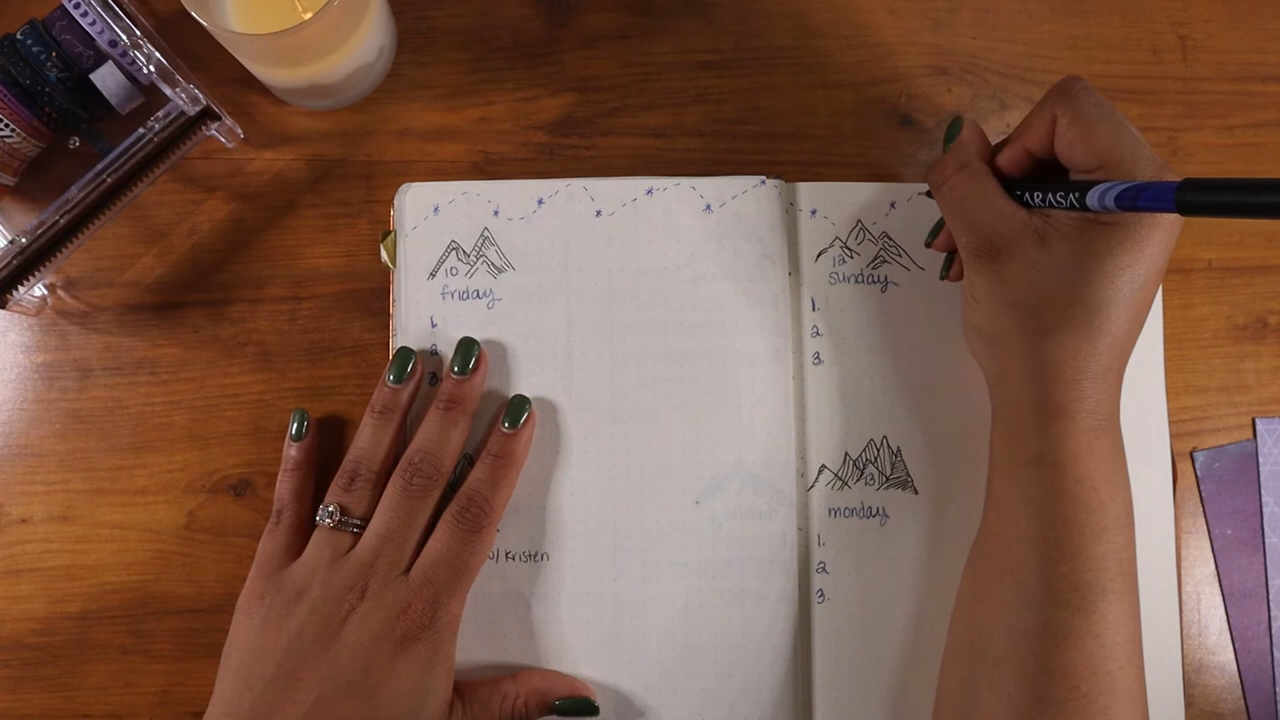 10
friday
1.
2
3.
w/ Kristen
12
sunday
1.
2.
3.
13
monday
1.
2
3.
SARASA